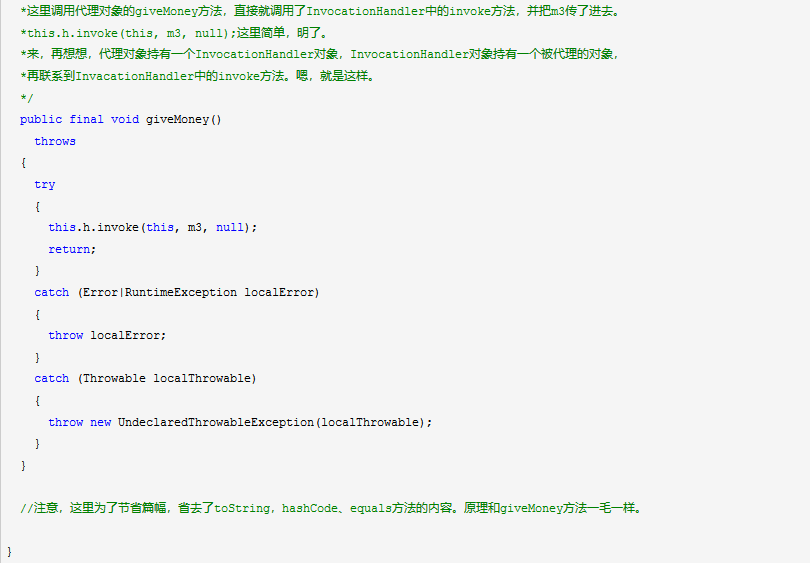 *这里调用代理对象的giveMoney方法，直接就调用了InvocationHandler中的invoke方法，并把m3传了进去。
*this.h.invoke(this, m3, null);这里简单，明了。
*来，再想想，代理对象持有一个InvocationHandler对象，InvocationHandler对象持有一个被代理的对象，
*再联系到InvacationHandler中的invoke方法。嗯，就是这样。
*/
public final void giveMoney()
throws
{
try
{
this.h.invoke(this, m3, null);
return;
}
catch (Error|RuntimeException localError)
{
throw localError;
}
catch (Throwable localThrowable)
{
throw new UndeclaredThrowableException(localThrowable);
}
}
//注意，这里为了节省篇幅，省去了toString，hashCode、equals方法的内容。原理和giveMoney方法一毛一样。
}